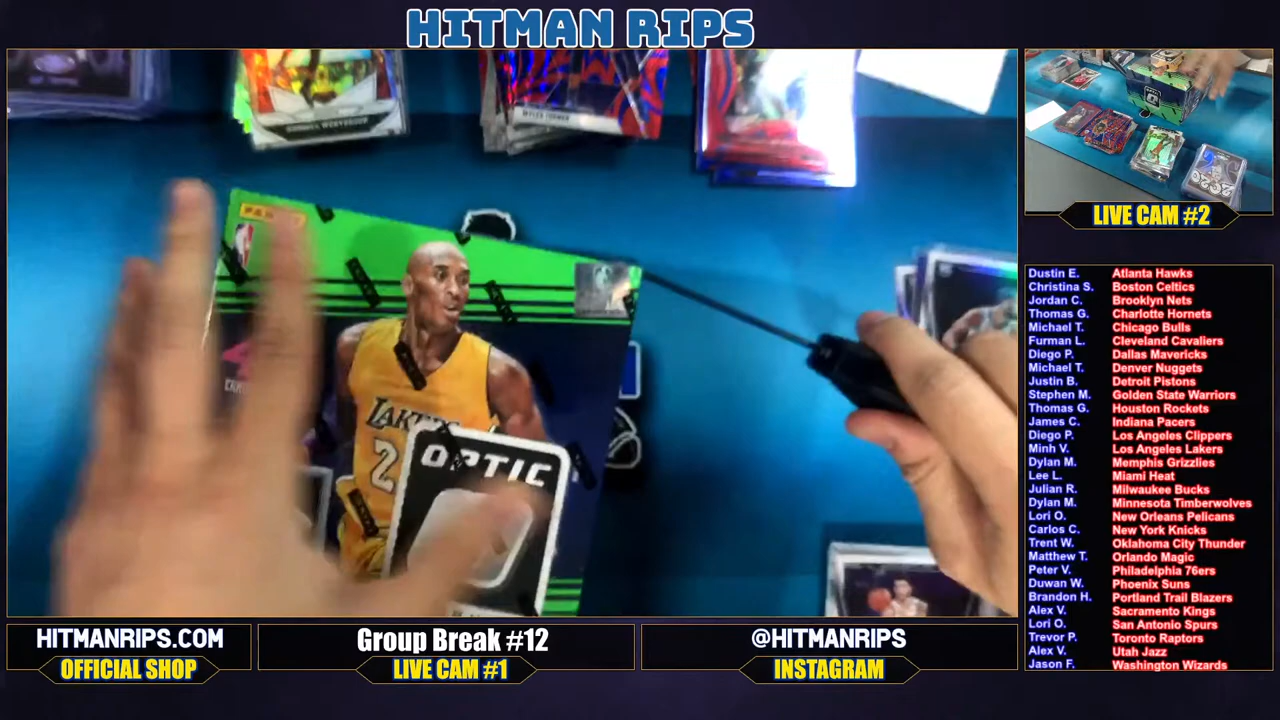 HITMAN RIPS
PANINI
LAKERS
2
OPTIC
MYLES TURNER
LIVE CAM #2
Dustin E. Atlanta Hawks
Christina S. Boston Celtics
Jordan C. Brooklyn Nets
Thomas G. Charlotte Hornets
Michael T. Chicago Bulls
Furman L. Cleveland Cavaliers
Diego P. Dallas Mavericks
Michael T. Denver Nuggets
Justin B. Detroit Pistons
Stephen M. Golden State Warriors
Thomas G. Houston Rockets
James C. Indiana Pacers
Diego P. Los Angeles Clippers
Minh V. Los Angeles Lakers
Dylan M. Memphis Grizzlies
Lee L. Miami Heat
Julian R. Milwaukee Bucks
Dylan M. Minnesota Timberwolves
Lori O. New Orleans Pelicans
Carlos C. New York Knicks
Trent W. Oklahoma City Thunder
Matthew T. Orlando Magic
Peter V. Philadelphia 76ers
Duwan W. Phoenix Suns
Brandon H. Portland Trail Blazers
Alex V. Sacramento Kings
Lori O. San Antonio Spurs
Trevor P. Toronto Raptors
Alex V. Utah Jazz
Jason F. Washington Wizards
HITMANRIPS.COM
OFFICIAL SHOP
Group Break #12
LIVE CAM #1
@HITMANRIPS
INSTAGRAM